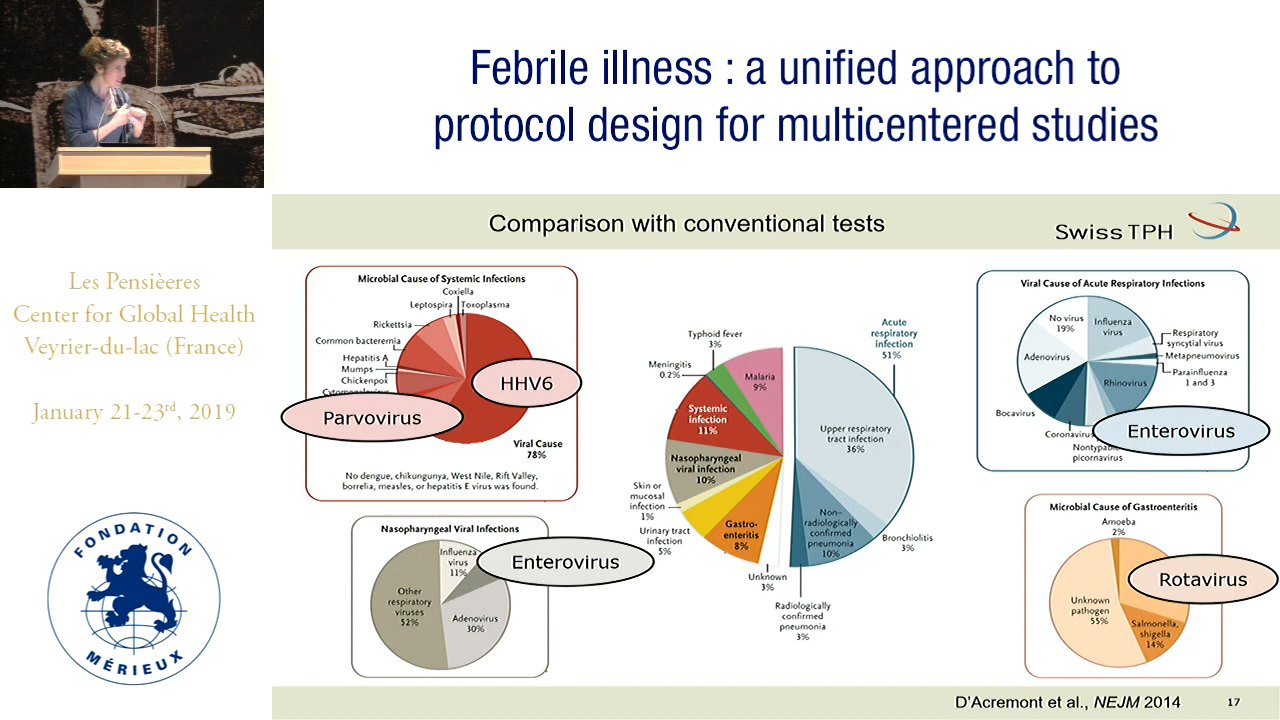 Febrile illness : a unified approach to
protocol design for multicentered studies
Les Pensièeres
Center for Global Health
Veyrier-du-lac (France)
January 21-23rd, 2019
FONDATION
MÉRIEUX
Comparison with conventional tests
Swiss TPH
Microbial Cause of Systemic Infections
Coxiella
Leptospira
Toxoplasma
Rickettsia
Common bacteremia
Hepatitis A
Mumps
Chickenpox
Cytomegalovirus
HHV6
Parvovirus
Viral Cause
78%
No dengue, chikungunya, West Nile, Rift Valley,
borrelia, measles, or hepatitis E virus was found.
Nasopharyngeal Viral Infections
Influenza
virus
11%
Enterovirus
Other
respiratory
viruses
52%
Adenovirus
30%
Typhoid fever
3%
Meningitis
0.2%
Malaria
9%
Systemic
infection
11%
Nasopharyngeal
viral infection
10%
Skin or
mucosal
infection
1%
Urinary tract
infection
5%
Gastro-
enteritis
8%
Unknown
3%
Radiologically
confirmed
pneumonia
3%
Non–
radiologically
confirmed
pneumonia
10%
Bronchiolitis
3%
Upper respiratory
tract infection
36%
Acute
respiratory
infection
51%
Viral Cause of Acute Respiratory Infections
No virus
19%
Influenza
virus
Respiratory
syncytial virus
Metapneumovirus
Parainfluenza
1 and 3
Adenovirus
Rhinovirus
Bocavirus
Coronavirus
Enterovirus
Nontypable
picornavirus
Microbial Cause of Gastroenteritis
Amoeba
2%
Rotavirus
Unknown
pathogen
55%
Salmonella,
shigella
14%
D'Acremont et al., NEJM 2014
17